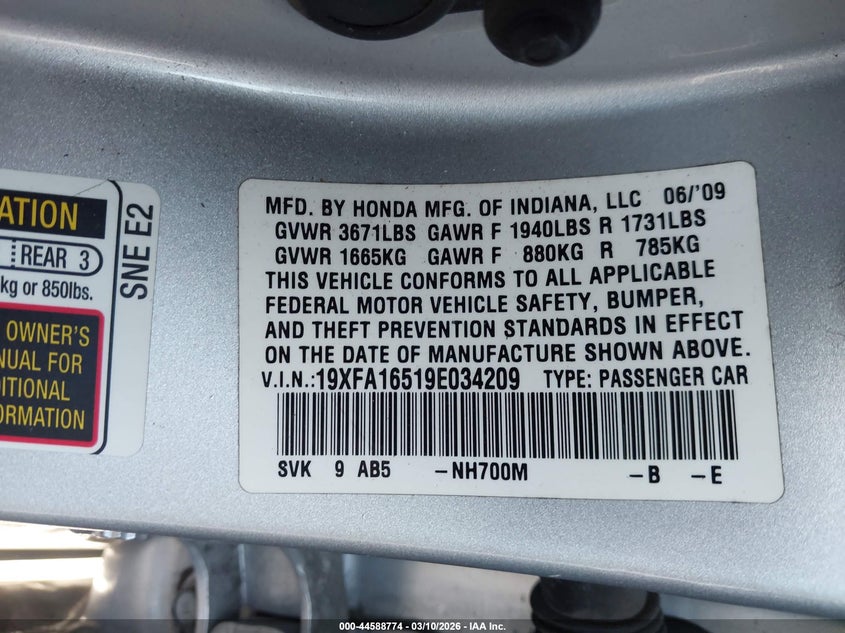 ATION
REAR 3
kg or 850lbs.
OWNER'S
NUAL FOR
DITIONAL
FORMATION
SNE E2
MFD. BY HONDA MFG. OF INDIANA, LLC 06/'09
GVWR 3671LBS GAWR F 1940LBS R 1731LBS
GVWR 1665KG GAWR F 880KG R 785KG
THIS VEHICLE CONFORMS TO ALL APPLICABLE
FEDERAL MOTOR VEHICLE SAFETY, BUMPER,
AND THEFT PREVENTION STANDARDS IN EFFECT
ON THE DATE OF MANUFACTURE SHOWN ABOVE.
V.I.N.:19XFA16519E034209 TYPE: PASSENGER CAR
SVK 9 AB5 -NH700M -B -E
000-44588774 | 03/10/2026 – IAA Inc.